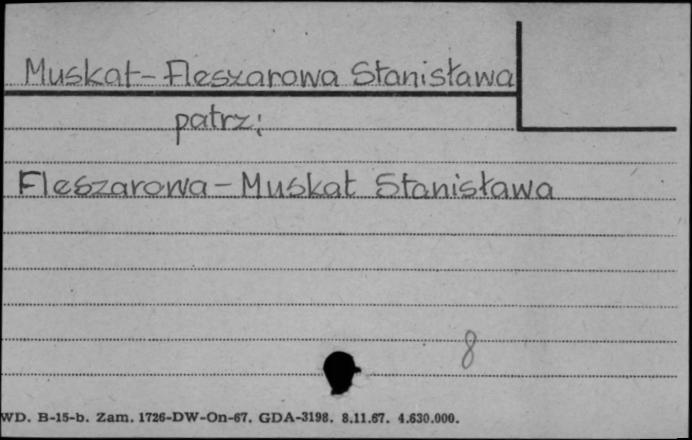 Muskat-Fleszarowa Stanisława
patrz:
Fleszarowa-Muskat Stanisława
8
WD. B-15-b. Zam. 1726-DW-On-67. GDA-3198. 8.11.67. 4.630.000.